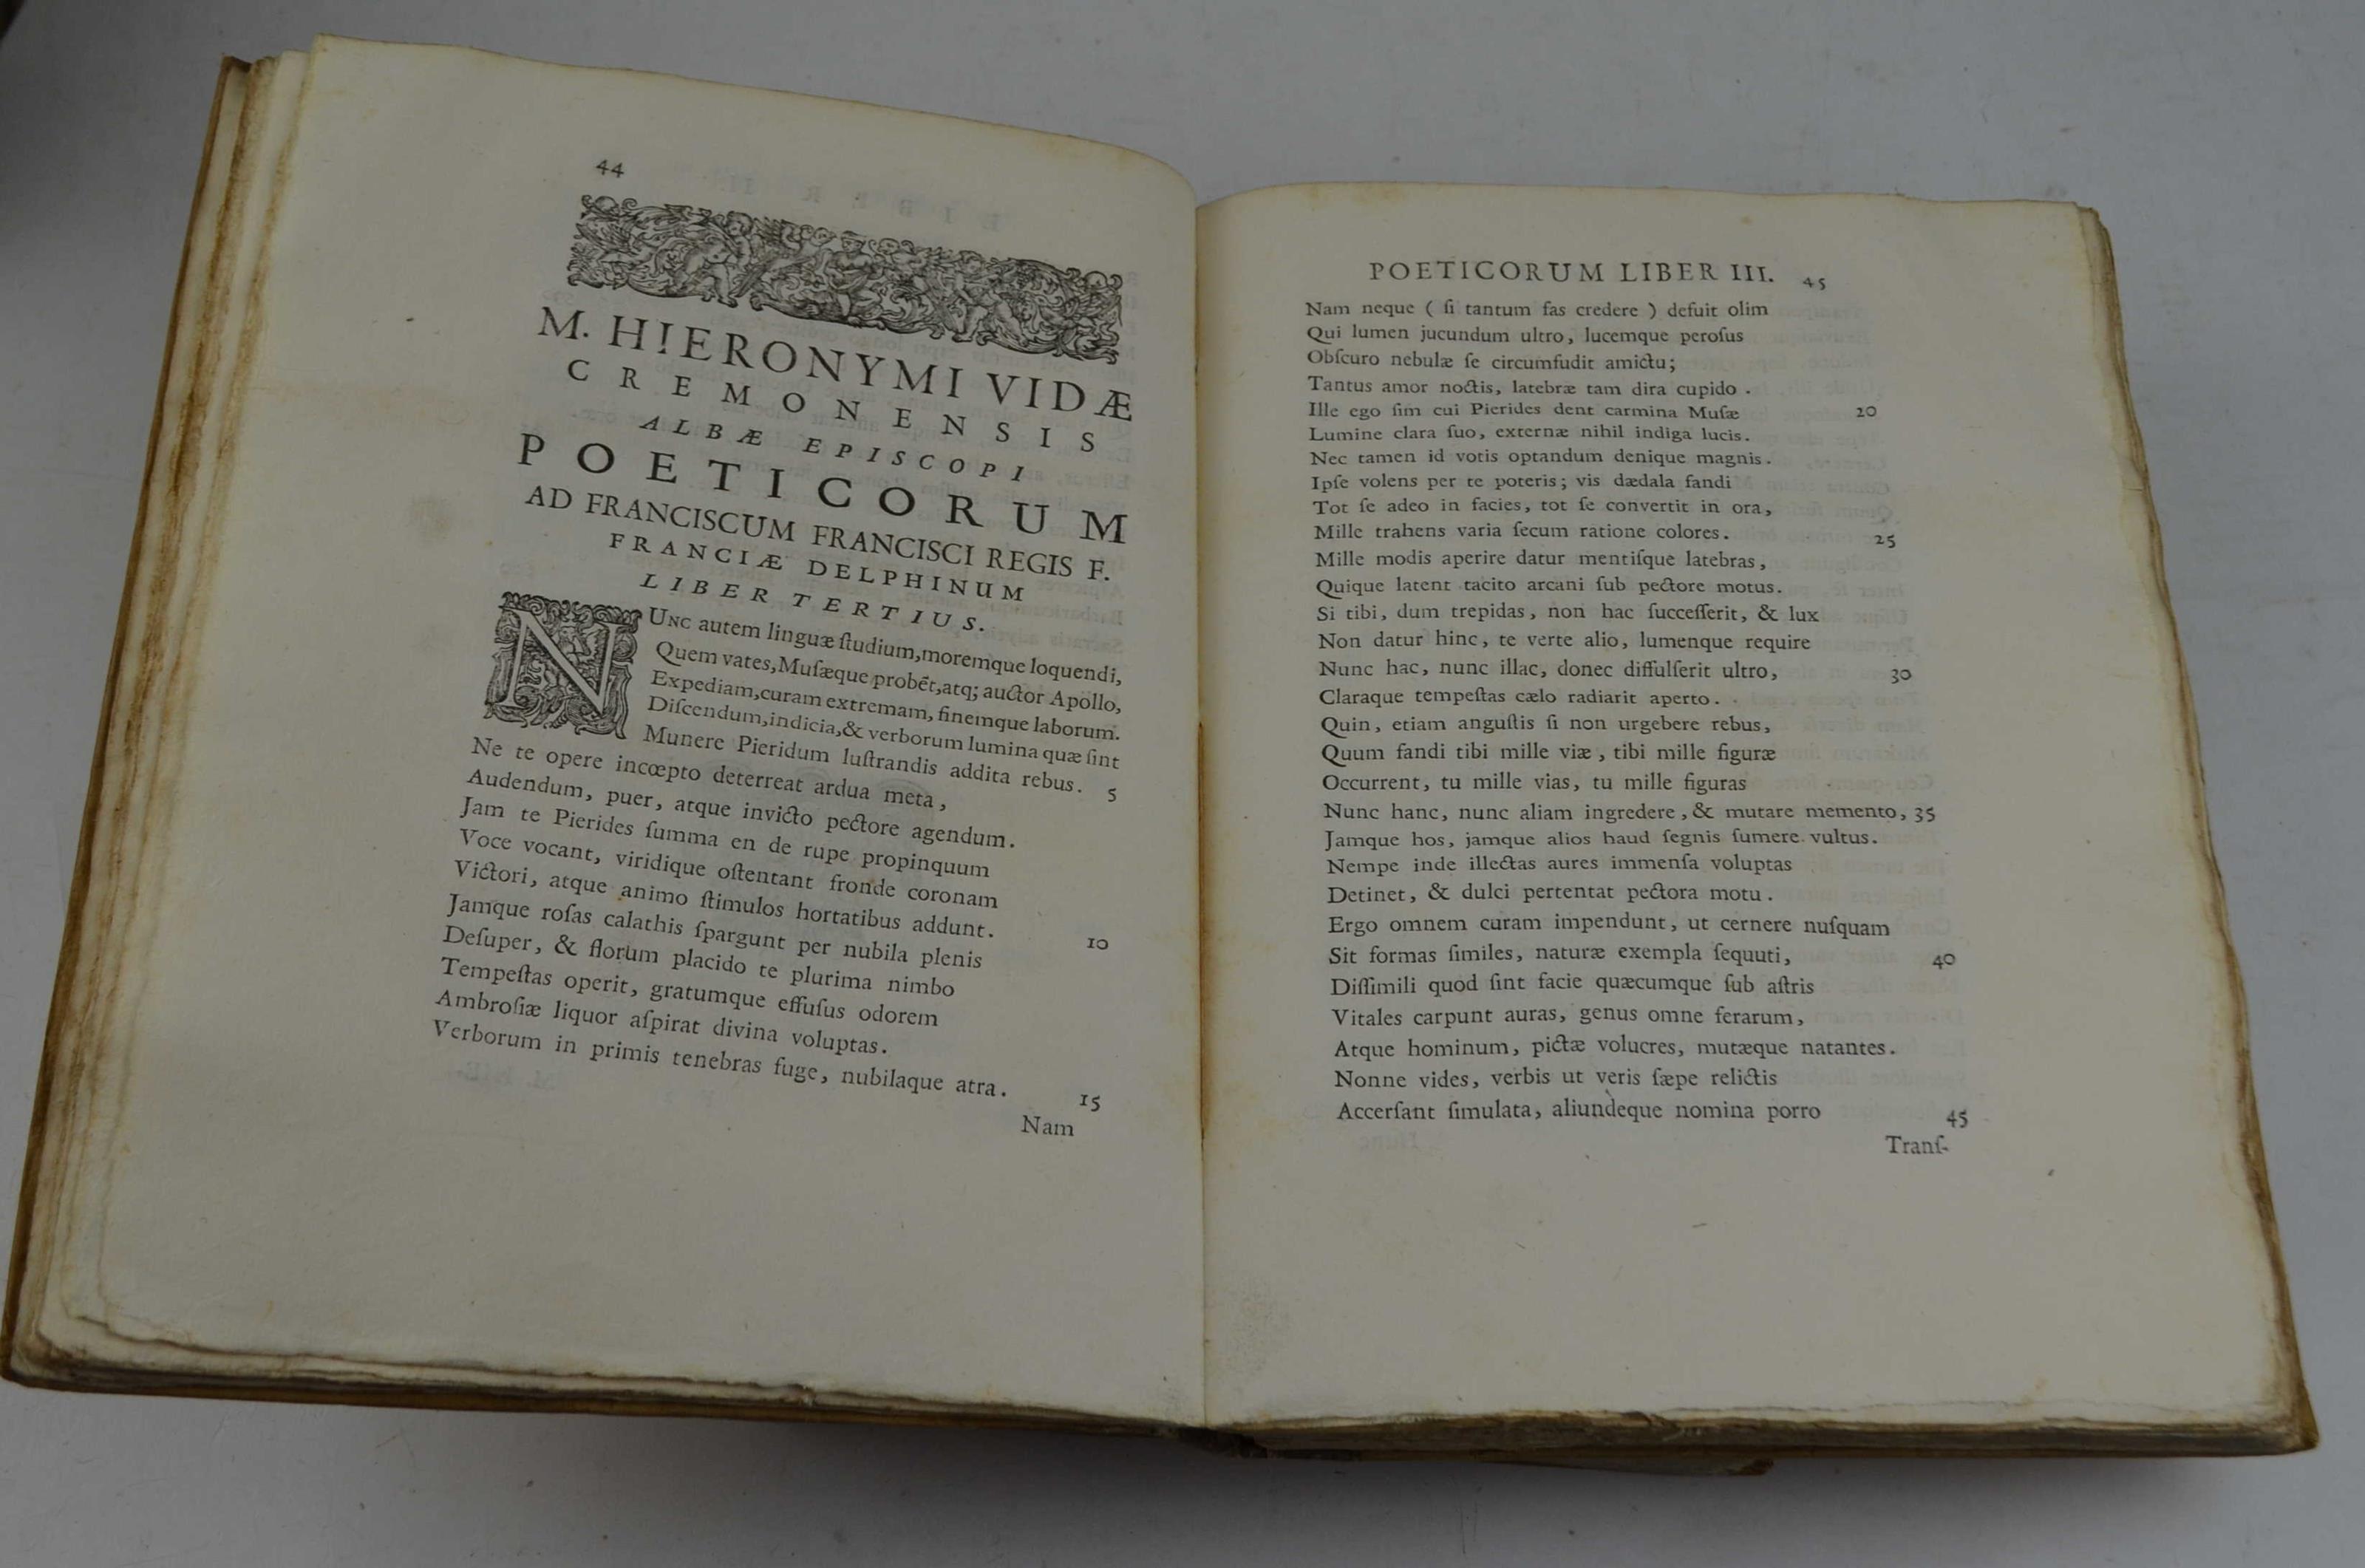 44
M. HIERONYMI VIDÆ
CREMONENSIS
ALBÆ EPISCOPI
POETICORUM
AD FRANCISCUM FRANCISCI REGIS F.
FRANCIÆ DELPHINUM
LIBER TERTIUS.
NUNC autem linguæ ſtudium, moremque loquendi,
Quem vates, Muſæque probēt, atq; auctor Apollo,
Expediam, curam extremam, finemque laborum.
Diſcendum, indicia, & verborum lumina quæ ſint
Munere Pieridum luſtrandis addita rebus. 5
Ne te opere incœpto deterreat ardua meta,
Audendum, puer, atque invicto pectore agendum.
Jam te Pierides ſumma en de rupe propinquum
Voce vocant, viridique oſtentant fronde coronam
Victori, atque animo ſtimulos hortatibus addunt. 10
Jamque roſas calathis ſpargunt per nubila plenis
Deſuper, & florum placido te plurima nimbo
Tempeſtas operit, gratumque effuſus odorem
Ambroſiæ liquor aſpirat divina voluptas.
Verborum in primis tenebras fuge, nubilaque atra. 15
Nam
POETICORUM LIBER III. 45
Nam neque ( ſi tantum fas credere ) defuit olim
Qui lumen jucundum ultro, lucemque peroſus
Obſcuro nebulæ ſe circumfudit amictu;
Tantus amor noctis, latebræ tam dira cupido.
Ille ego ſim cui Pierides dent carmina Muſæ 20
Lumine clara ſuo, externæ nihil indiga lucis.
Nec tamen id votis optandum denique magnis.
Ipſe volens per te poteris; vis dædala fandi
Tot ſe adeo in facies, tot ſe convertit in ora,
Mille trahens varia ſecum ratione colores. 25
Mille modis aperire datur mentiſque latebras,
Quique latent tacito arcani ſub pectore motus.
Si tibi, dum trepidas, non hac ſucceſſerit, & lux
Non datur hinc, te verte alio, lumenque require
Nunc hac, nunc illac, donec diffulſerit ultro, 30
Claraque tempeſtas cælo radiarit aperto.
Quin, etiam anguſtis ſi non urgebere rebus,
Quum fandi tibi mille viæ, tibi mille figuræ
Occurrent, tu mille vias, tu mille figuras
Nunc hanc, nunc aliam ingredere, & mutare memento, 35
Jamque hos, jamque alios haud ſegnis ſumere vultus.
Nempe inde illectas aures immenſa voluptas
Detinet, & dulci pertentat pectora motu.
Ergo omnem curam impendunt, ut cernere nuſquam
Sit formas ſimiles, naturæ exempla ſequuti, 40
Diſſimili quod ſint facie quæcumque ſub aſtris
Vitales carpunt auras, genus omne ferarum,
Atque hominum, pictæ volucres, mutæque natantes.
Nonne vides, verbis ut veris ſæpe relictis
Accerſant ſimulata, aliundeque nomina porro 45
Tranſ-